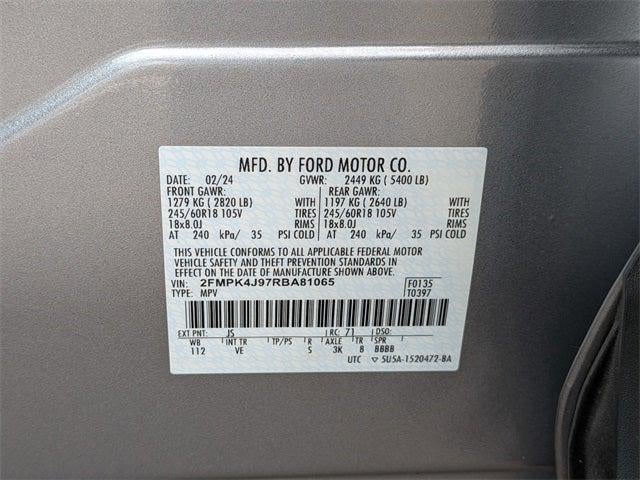 MFD. BY FORD MOTOR CO.
DATE: 02/24 GVWR: 2449 KG ( 5400 LB)
FRONT GAWR: REAR GAWR:
1279 KG ( 2820 LB) WITH 1197 KG ( 2640 LB) WITH
245/60R18 105V TIRES 245/60R18 105V TIRES
18x8.0J RIMS 18x8.0J RIMS
AT 240 kPa/ 35 PSI COLD AT 240 kPa/ 35 PSI COLD
THIS VEHICLE CONFORMS TO ALL APPLICABLE FEDERAL MOTOR
VEHICLE SAFETY AND THEFT PREVENTION STANDARDS IN
EFFECT ON THE DATE OF MANUFACTURE SHOWN ABOVE.
VIN: 2FMPK4J97RBA81065 F0135
TYPE: MPV T0397
EXT PNT: JS RC: 71 DSO:
WB INT TR TP/PS R AXLE TR SPR
112 VE S 3K 8 BBBB
UTC ▽ 5U5A-1520472-BA